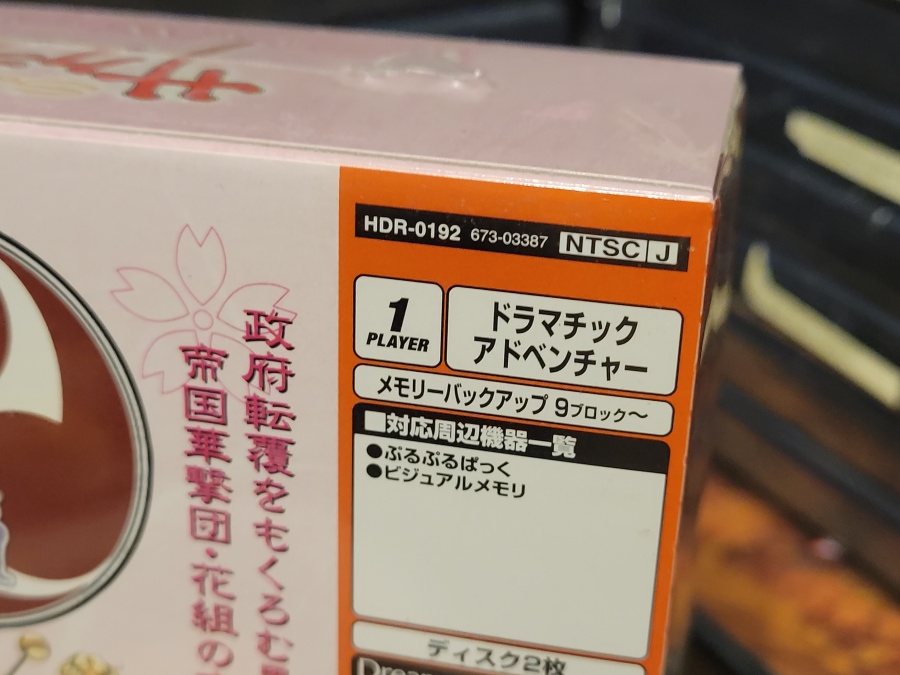 サクラ
HDR-0192 673-03387 NTSC J
1
PLAYER
ドラマチック
アドベンチャー
メモリーバックアップ 9ブロック〜
■対応周辺機器一覧
●ぷるぷるぱっく
●ビジュアルメモリ
ディスク2枚
政府転覆をもくろむ
帝国華撃団・花組の